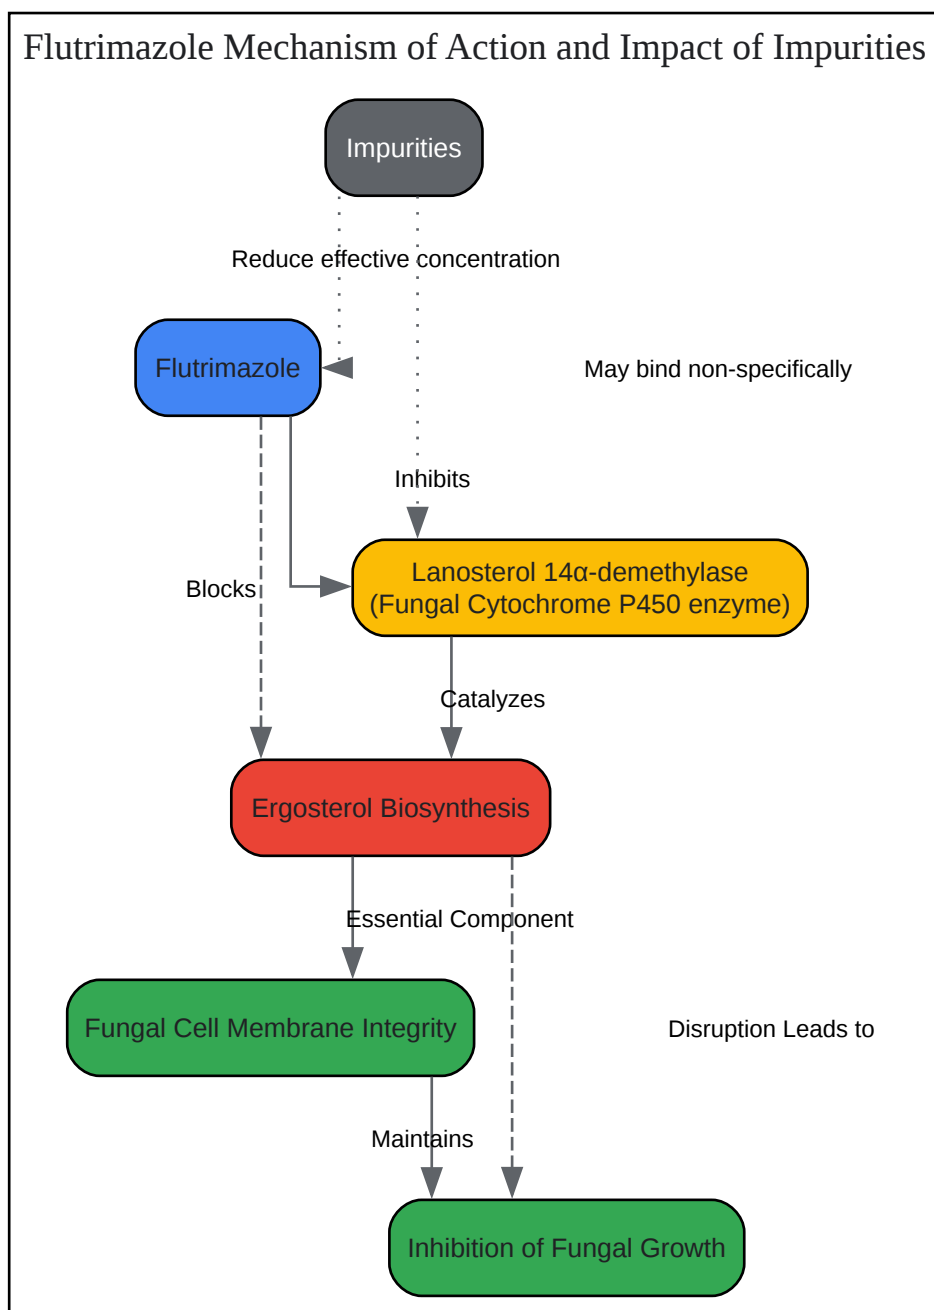 Flutrimazole Mechanism of Action and Impact of Impurities
Impurities
Reduce effective concentration
Flutrimazole
May bind non-specifically
Inhibits
Lanosterol 14α-demethylase
(Fungal Cytochrome P450 enzyme)
Blocks
Catalyzes
Ergosterol Biosynthesis
Essential Component
Fungal Cell Membrane Integrity
Disruption Leads to
Maintains
Inhibition of Fungal Growth